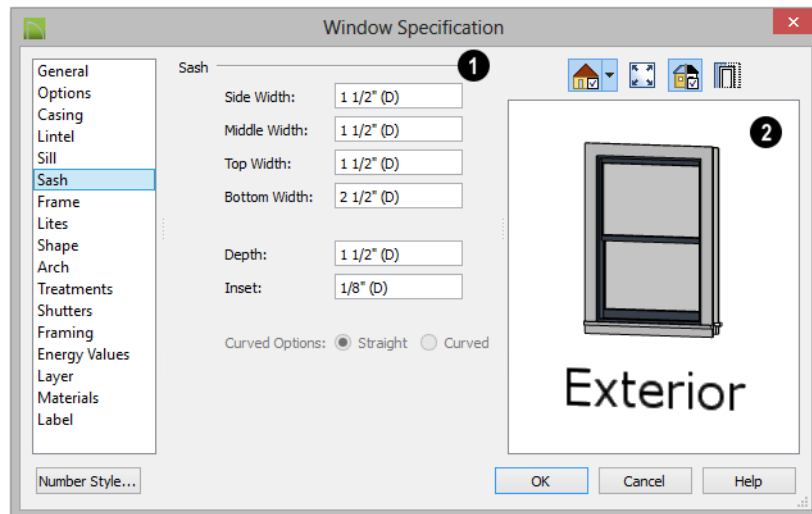 Window Specification
General
Options
Casing
Lintel
Sill
Sash
Frame
Lites
Shape
Arch
Treatments
Shutters
Framing
Energy Values
Layer
Materials
Label
Sash 1
Side Width: 1 1/2" (D)
Middle Width: 1 1/2" (D)
Top Width: 1 1/2" (D)
Bottom Width: 2 1/2" (D)
Depth: 1 1/2" (D)
Inset: 1/8" (D)
Curved Options: Straight Curved
2
Exterior
Number Style...
OK Cancel Help